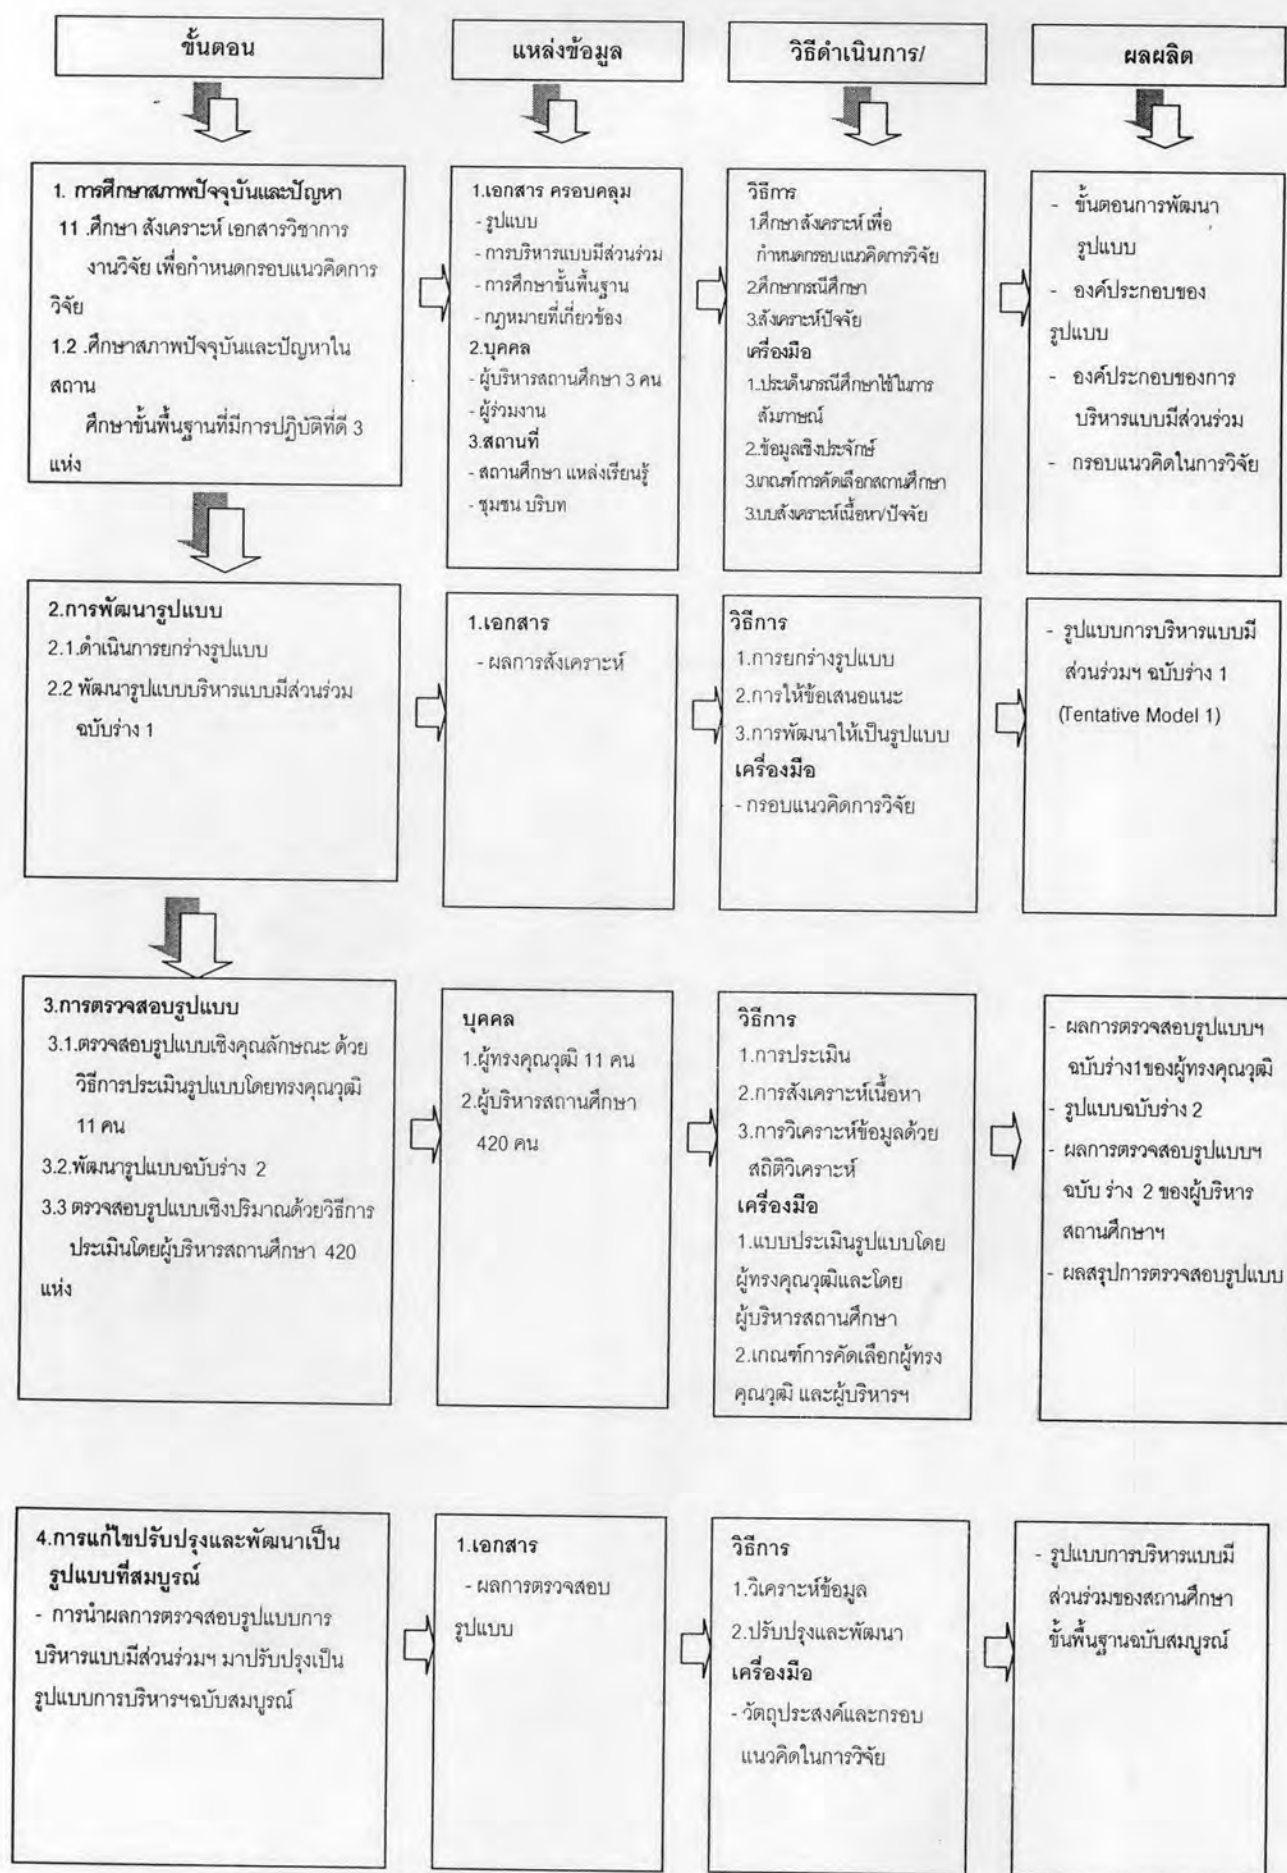 ขั้นตอน
แหล่งข้อมูล
วิธีดำเนินการ/
ผลผลิต
1. การศึกษาสภาพปัจจุบันและปัญหา
11 .ศึกษา สังเคราะห์ เอกสารวิชาการ
งานวิจัย เพื่อกำหนดกรอบแนวคิดการ
วิจัย
1.2 .ศึกษาสภาพปัจจุบันและปัญหาใน
สถาน
ศึกษาขั้นพื้นฐานที่มีการปฏิบัติที่ดี 3
แห่ง
1.เอกสาร ครอบคลุม
- รูปแบบ
- การบริหารแบบมีส่วนร่วม
- การศึกษาขั้นพื้นฐาน
- กฎหมายที่เกี่ยวข้อง
2.บุคคล
- ผู้บริหารสถานศึกษา 3 คน
- ผู้ร่วมงาน
3.สถานที่
- สถานศึกษา แหล่งเรียนรู้
- ชุมชน บริบท
วิธีการ
1.ศึกษา สังเคราะห์ เพื่อ
กำหนดกรอบ แนวคิดการวิจัย
2.ศึกษากรณีศึกษา
3.สังเคราะห์ปัจจัย
เครื่องมือ
1.ประเด็นกรณีศึกษาใช้ในการ
สัมภาษณ์
2.ข้อมูลเชิงประจักษ์
3.เกณฑ์การคัดเลือกสถานศึกษา
3.บบสังเคราะห์เนื้อหา/ปัจจัย
- ขั้นตอนการพัฒนา
รูปแบบ
- องค์ประกอบของ
รูปแบบ
- องค์ประกอบของการ
บริหารแบบมีส่วนร่วม
- กรอบแนวคิดในการวิจัย
2.การพัฒนารูปแบบ
2.1.ดำเนินการยกร่างรูปแบบ
2.2 พัฒนารูปแบบบริหารแบบมีส่วนร่วม
ฉบับร่าง 1
1.เอกสาร
- ผลการสังเคราะห์
วิธีการ
1.การยกร่างรูปแบบ
2.การให้ข้อเสนอแนะ
3.การพัฒนาให้เป็นรูปแบบ
เครื่องมือ
- กรอบแนวคิดการวิจัย
- รูปแบบการบริหารแบบมี
ส่วนร่วมฯ ฉบับร่าง 1
(Tentative Model 1)
3.การตรวจสอบรูปแบบ
3.1.ตรวจสอบรูปแบบเชิงคุณลักษณะ ด้วย
วิธีการประเมินรูปแบบโดยทรงคุณวุฒิ
11 คน
3.2.พัฒนารูปแบบฉบับร่าง 2
3.3 ตรวจสอบรูปแบบเชิงปริมาณด้วยวิธีการ
ประเมินโดยผู้บริหารสถานศึกษา 420
แห่ง
บุคคล
1.ผู้ทรงคุณวุฒิ 11 คน
2.ผู้บริหารสถานศึกษา
420 คน
วิธีการ
1.การประเมิน
2.การสังเคราะห์เนื้อหา
3.การวิเคราะห์ข้อมูลด้วย
สถิติวิเคราะห์
เครื่องมือ
1.แบบประเมินรูปแบบโดย
ผู้ทรงคุณวุฒิและโดย
ผู้บริหารสถานศึกษา
2.เกณฑ์การคัดเลือกผู้ทรง
คุณวุฒิ และผู้บริหารฯ
- ผลการตรวจสอบรูปแบบฯ
ฉบับร่าง1ของผู้ทรงคุณวุฒิ
- รูปแบบฉบับร่าง 2
- ผลการตรวจสอบรูปแบบฯ
ฉบับ ร่าง 2 ของผู้บริหาร
สถานศึกษาฯ
- ผลสรุปการตรวจสอบรูปแบบ
4.การแก้ไขปรับปรุงและพัฒนาเป็น
รูปแบบที่สมบูรณ์
- การนำผลการตรวจสอบรูปแบบการ
บริหารแบบมีส่วนร่วมฯ มาปรับปรุงเป็น
รูปแบบการบริหารฯฉบับสมบูรณ์
1.เอกสาร
- ผลการตรวจสอบ
รูปแบบ
วิธีการ
1.วิเคราะห์ข้อมูล
2.ปรับปรุงและพัฒนา
เครื่องมือ
- วัตถุประสงค์และกรอบ
แนวคิดในการวิจัย
- รูปแบบการบริหารแบบมี
ส่วนร่วมของสถานศึกษา
ขั้นพื้นฐานฉบับสมบูรณ์